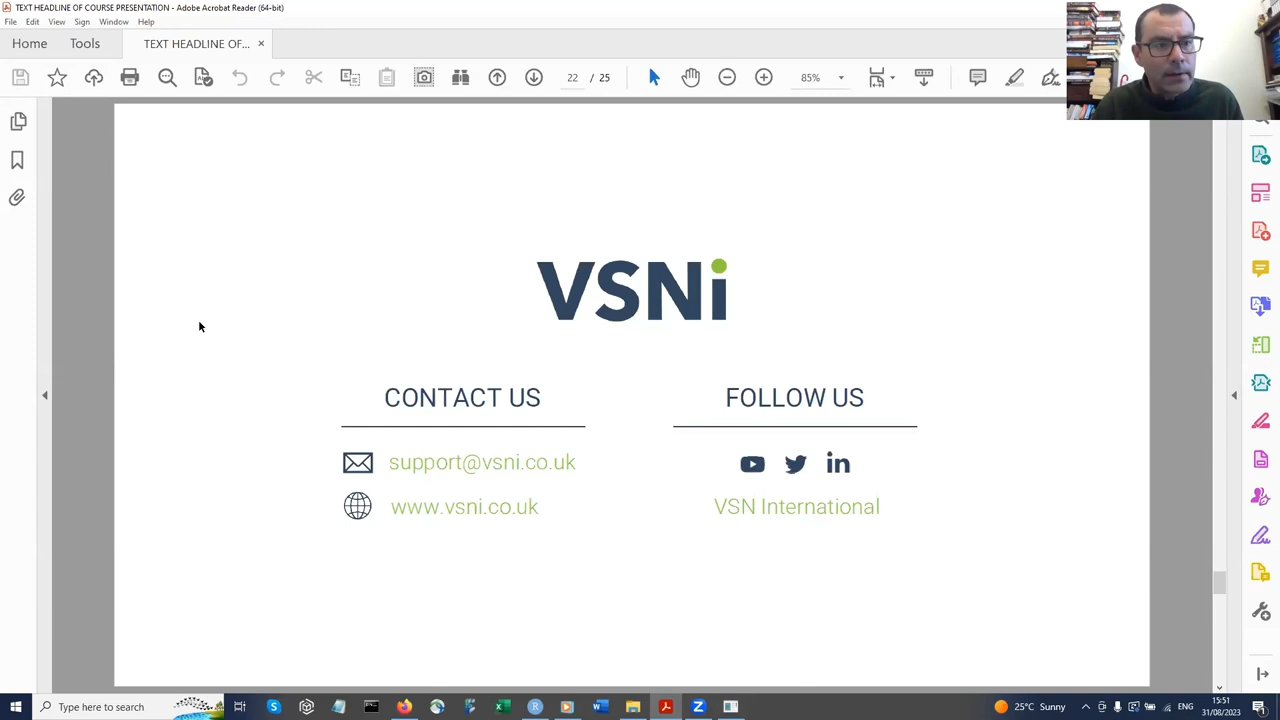 TEXT HEADLINE OF COURSE PRESENTATION - Adobe Acrobat Reader (64-bit)
File Edit View Sign Window Help
Home Tools TEXT HEADLINE OF... ×
22 / 25 85%
VSNi
CONTACT US
support@vsni.co.uk
www.vsni.co.uk
FOLLOW US
in
VSN International
Type here to search
25°C Sunny
ENG
15:51
31/08/2023